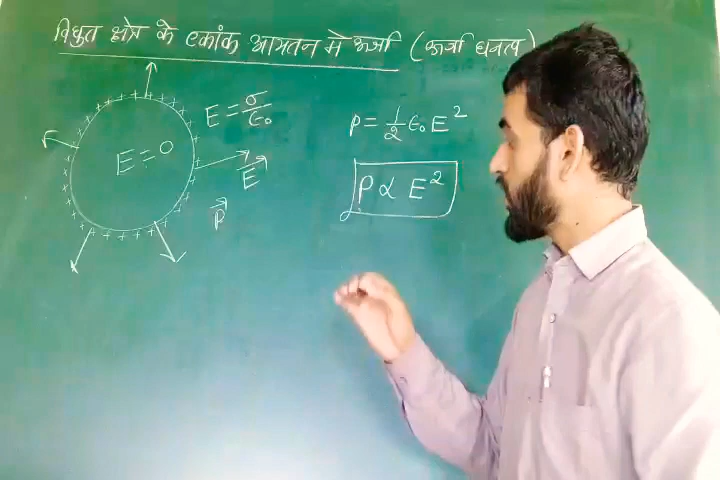 विधुत क्षेत्र के एकांक आयतन मे ऊर्जा (ऊर्जा घनत्व)
E = σ/ϵ₀
E = 0
E⃗
P⃗
P = 1/2 ϵ₀ E²
P ∝ E²